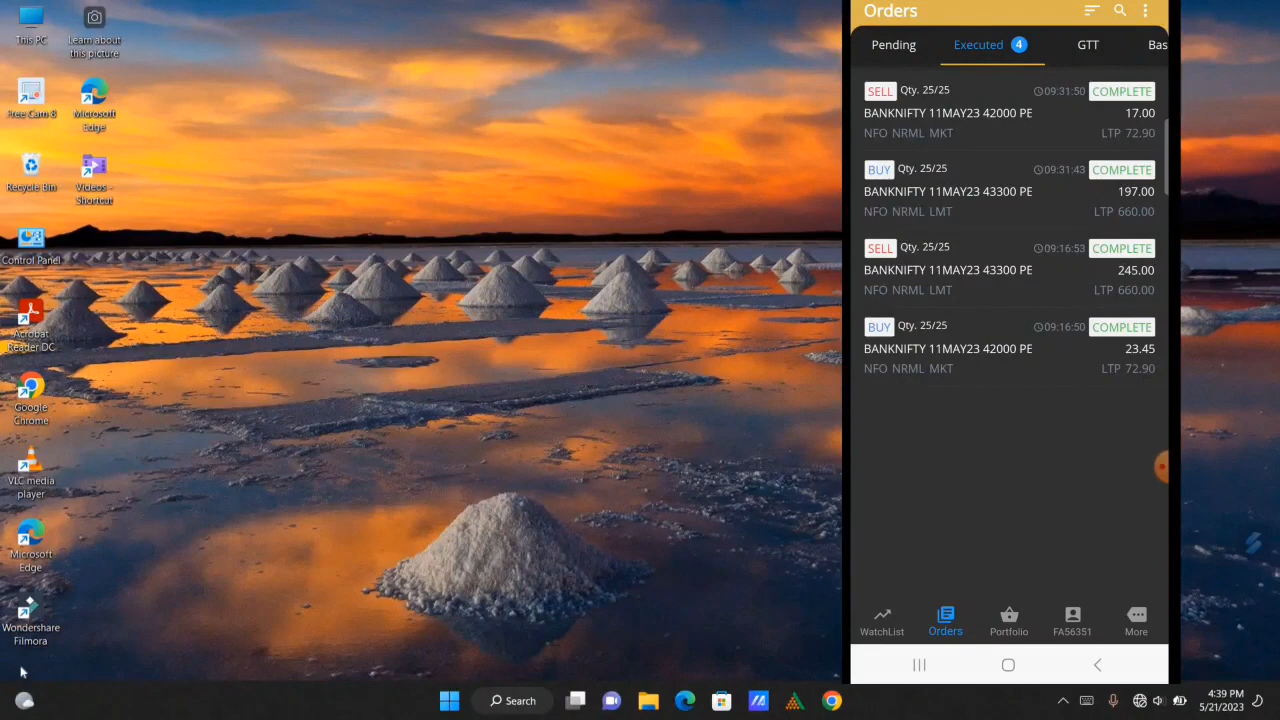 This PC
Learn about
this picture
Free Cam 8
Microsoft
Edge
Recycle Bin
Videos -
Shortcut
Control Panel
Acrobat
Reader DC
Google
Chrome
VLC media
player
Microsoft
Edge
Wondershare
Filmora
Orders
Pending Executed 4 GTT Bas
SELL Qty. 25/25 09:31:50 COMPLETE
BANKNIFTY 11MAY23 42000 PE 17.00
NFO NRML MKT LTP 72.90
BUY Qty. 25/25 09:31:43 COMPLETE
BANKNIFTY 11MAY23 43300 PE 197.00
NFO NRML LMT LTP 660.00
SELL Qty. 25/25 09:16:53 COMPLETE
BANKNIFTY 11MAY23 43300 PE 245.00
NFO NRML LMT LTP 660.00
BUY Qty. 25/25 09:16:50 COMPLETE
BANKNIFTY 11MAY23 42000 PE 23.45
NFO NRML MKT LTP 72.90
WatchList Orders Portfolio FA56351 More
Search
4:39 PM
5/21/2023